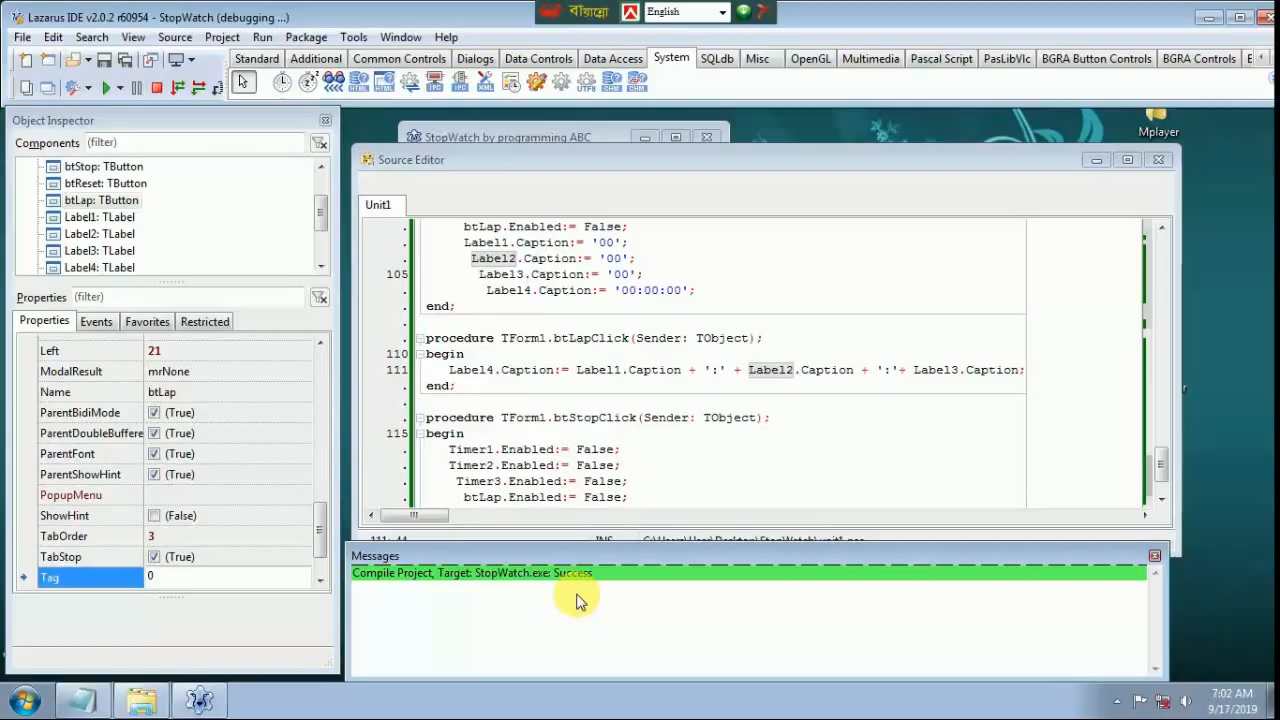 Lazarus IDE v2.0.2 r60954 - StopWatch (debugging ...)
বায়ান্নো
English
File Edit Search View Source Project Run Package Tools Window Help
Standard Additional Common Controls Dialogs Data Controls Data Access System SQLdb Misc OpenGL Multimedia Pascal Script PasLibVlc BGRA Button Controls BGRA Controls E
Object Inspector
Components (filter)
btStop: TButton
btReset: TButton
btLap: TButton
Label1: TLabel
Label2: TLabel
Label3: TLabel
Label4: TLabel
Properties (filter)
Properties Events Favorites Restricted
Left 21
ModalResult mrNone
Name btLap
ParentBidiMode (True)
ParentDoubleBuffere (True)
ParentFont (True)
ParentShowHint (True)
PopupMenu
ShowHint (False)
TabOrder 3
TabStop (True)
Tag 0
StopWatch by programming ABC
Mplayer
Source Editor
Unit1
btLap.Enabled:= False;
Label1.Caption:= '00';
Label2.Caption:= '00';
105 Label3.Caption:= '00';
Label4.Caption:= '00:00:00';
end;
procedure TForm1.btLapClick(Sender: TObject);
110 begin
111 Label4.Caption:= Label1.Caption + ':' + Label2.Caption + ':'+ Label3.Caption;
end;
procedure TForm1.btStopClick(Sender: TObject);
115 begin
Timer1.Enabled:= False;
Timer2.Enabled:= False;
Timer3.Enabled:= False;
btLap.Enabled:= False;
Messages
Compile Project, Target: StopWatch.exe: Success
7:02 AM
9/17/2019